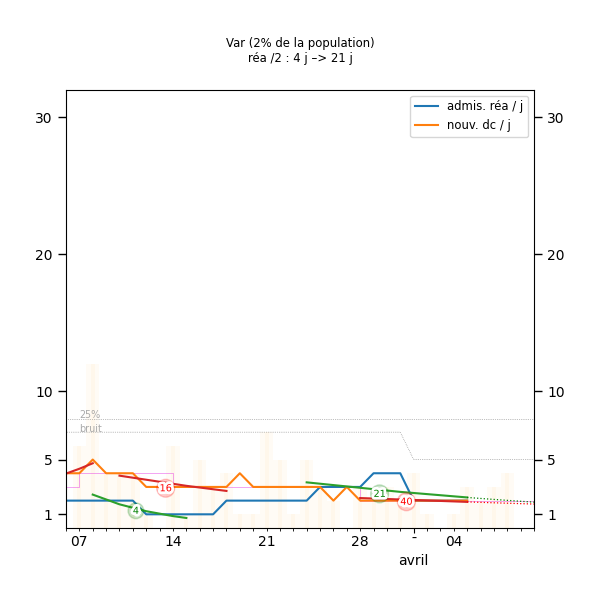 Var (2% de la population)
réa /2 : 4 j –> 21 j
admis. réa / j
nouv. dc / j
30 30
20 20
10 10
25%
bruit
5 5
16
21
40
4
1 1
07 14 21 28 - 04
avril